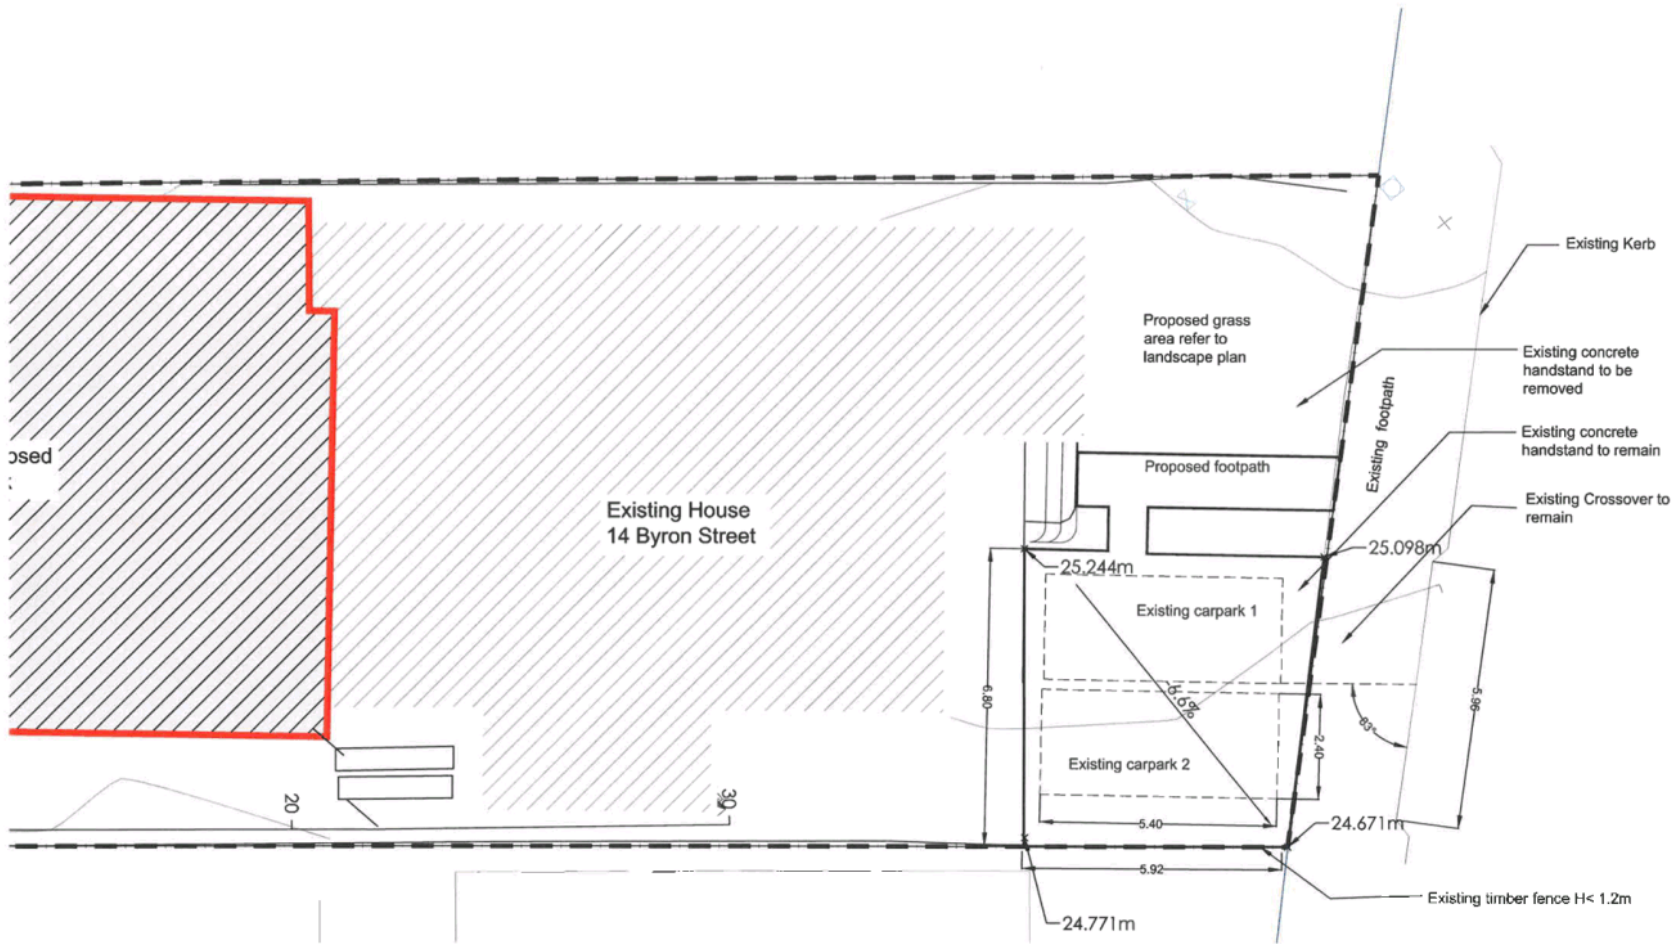 Existing Kerb
Proposed grass
area refer to
landscape plan
Existing concrete
handstand to be
removed
Existing footpath
Existing concrete
handstand to remain
Proposed footpath
Existing Crossover to
remain
Existing House
14 Byron Street
osed
25.244m
25.098m
Existing carpark 1
6.80
6.6%
5.96
83°
2.40
Existing carpark 2
20
30
5.40
24.671m
5.92
Existing timber fence H< 1.2m
24.771m